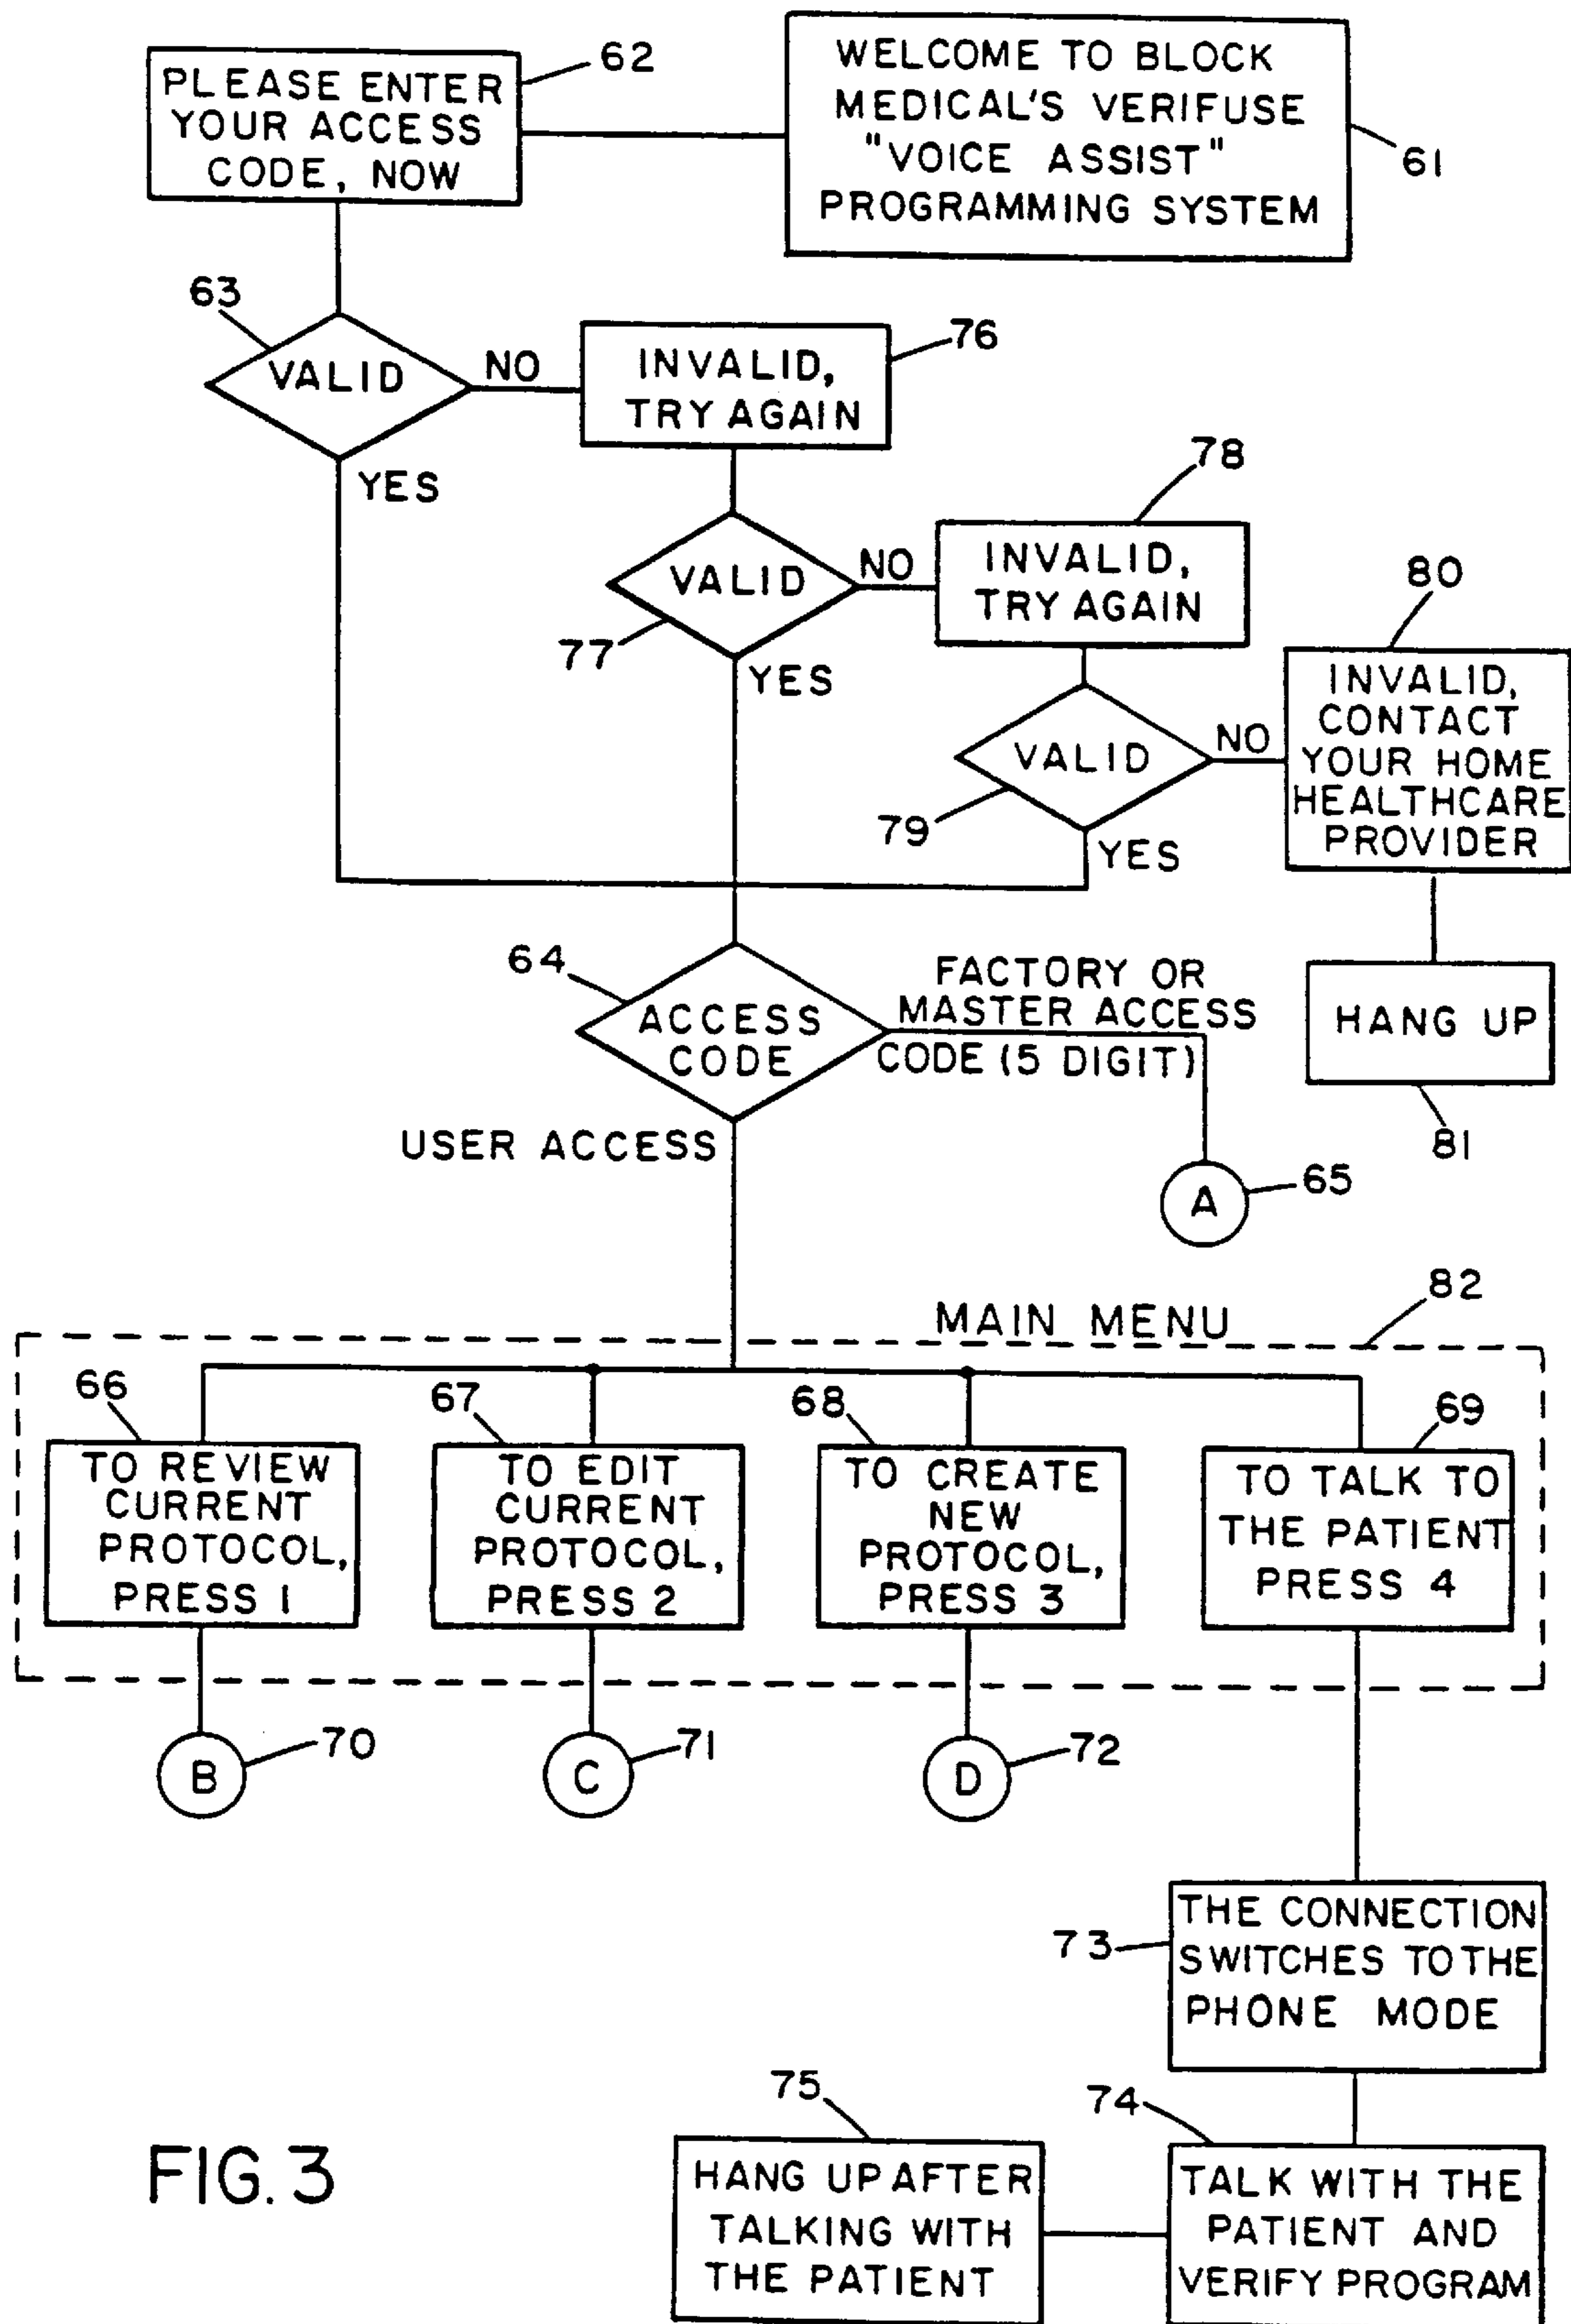 WELCOME TO BLOCK
MEDICAL'S VERIFUSE
"VOICE ASSIST"
PROGRAMMING SYSTEM
61
PLEASE ENTER
YOUR ACCESS
CODE, NOW
62
63
VALID
NO
YES
INVALID,
TRY AGAIN
76
VALID
77
NO
YES
INVALID,
TRY AGAIN
78
VALID
79
NO
YES
80
INVALID,
CONTACT
YOUR HOME
HEALTHCARE
PROVIDER
HANG UP
81
64
ACCESS
CODE
FACTORY OR
MASTER ACCESS
CODE (5 DIGIT)
A
65
USER ACCESS
MAIN MENU
82
66
TO REVIEW
CURRENT
PROTOCOL,
PRESS 1
67
TO EDIT
CURRENT
PROTOCOL,
PRESS 2
68
TO CREATE
NEW
PROTOCOL,
PRESS 3
69
TO TALK TO
THE PATIENT
PRESS 4
B
70
C
71
D
72
73
THE CONNECTION
SWITCHES TO THE
PHONE MODE
74
TALK WITH THE
PATIENT AND
VERIFY PROGRAM
75
HANG UP AFTER
TALKING WITH
THE PATIENT
FIG. 3